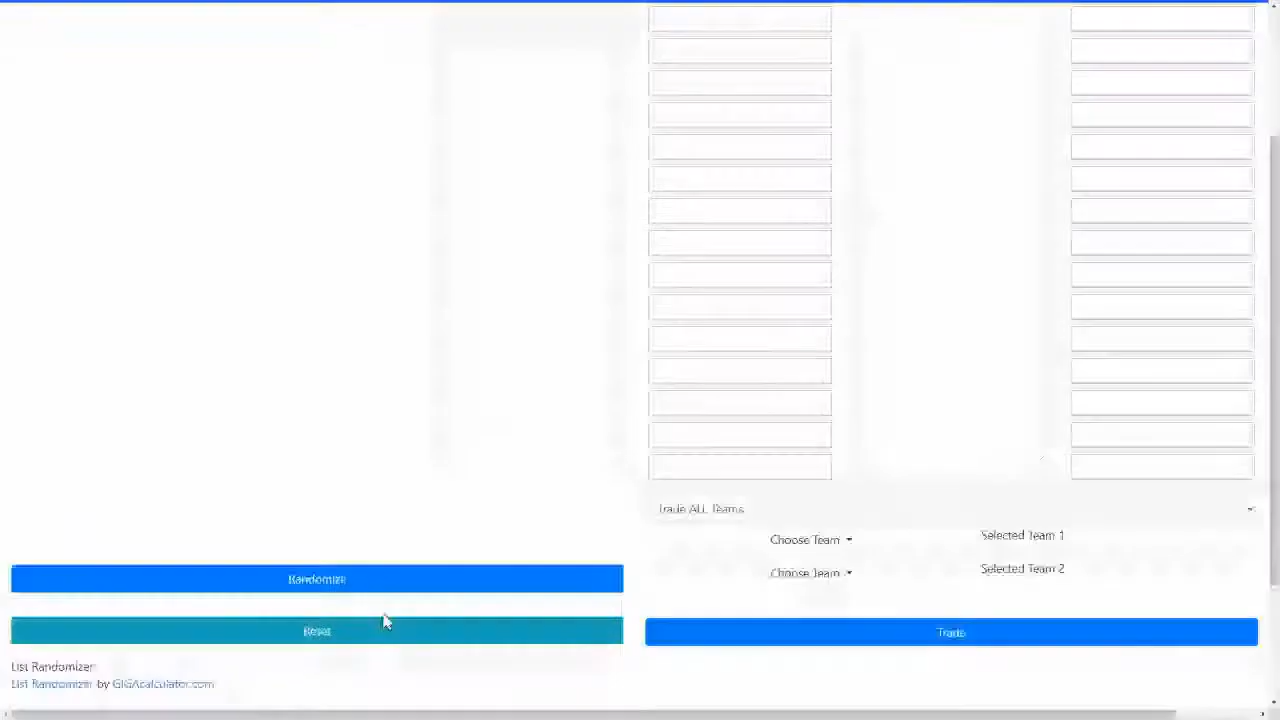 Trade ALL Teams
Choose Team Selected Team 1
Choose Team Selected Team 2
Randomize
Reset
Trade
List Randomizer
List Randomizer by GIGAcalculator.com